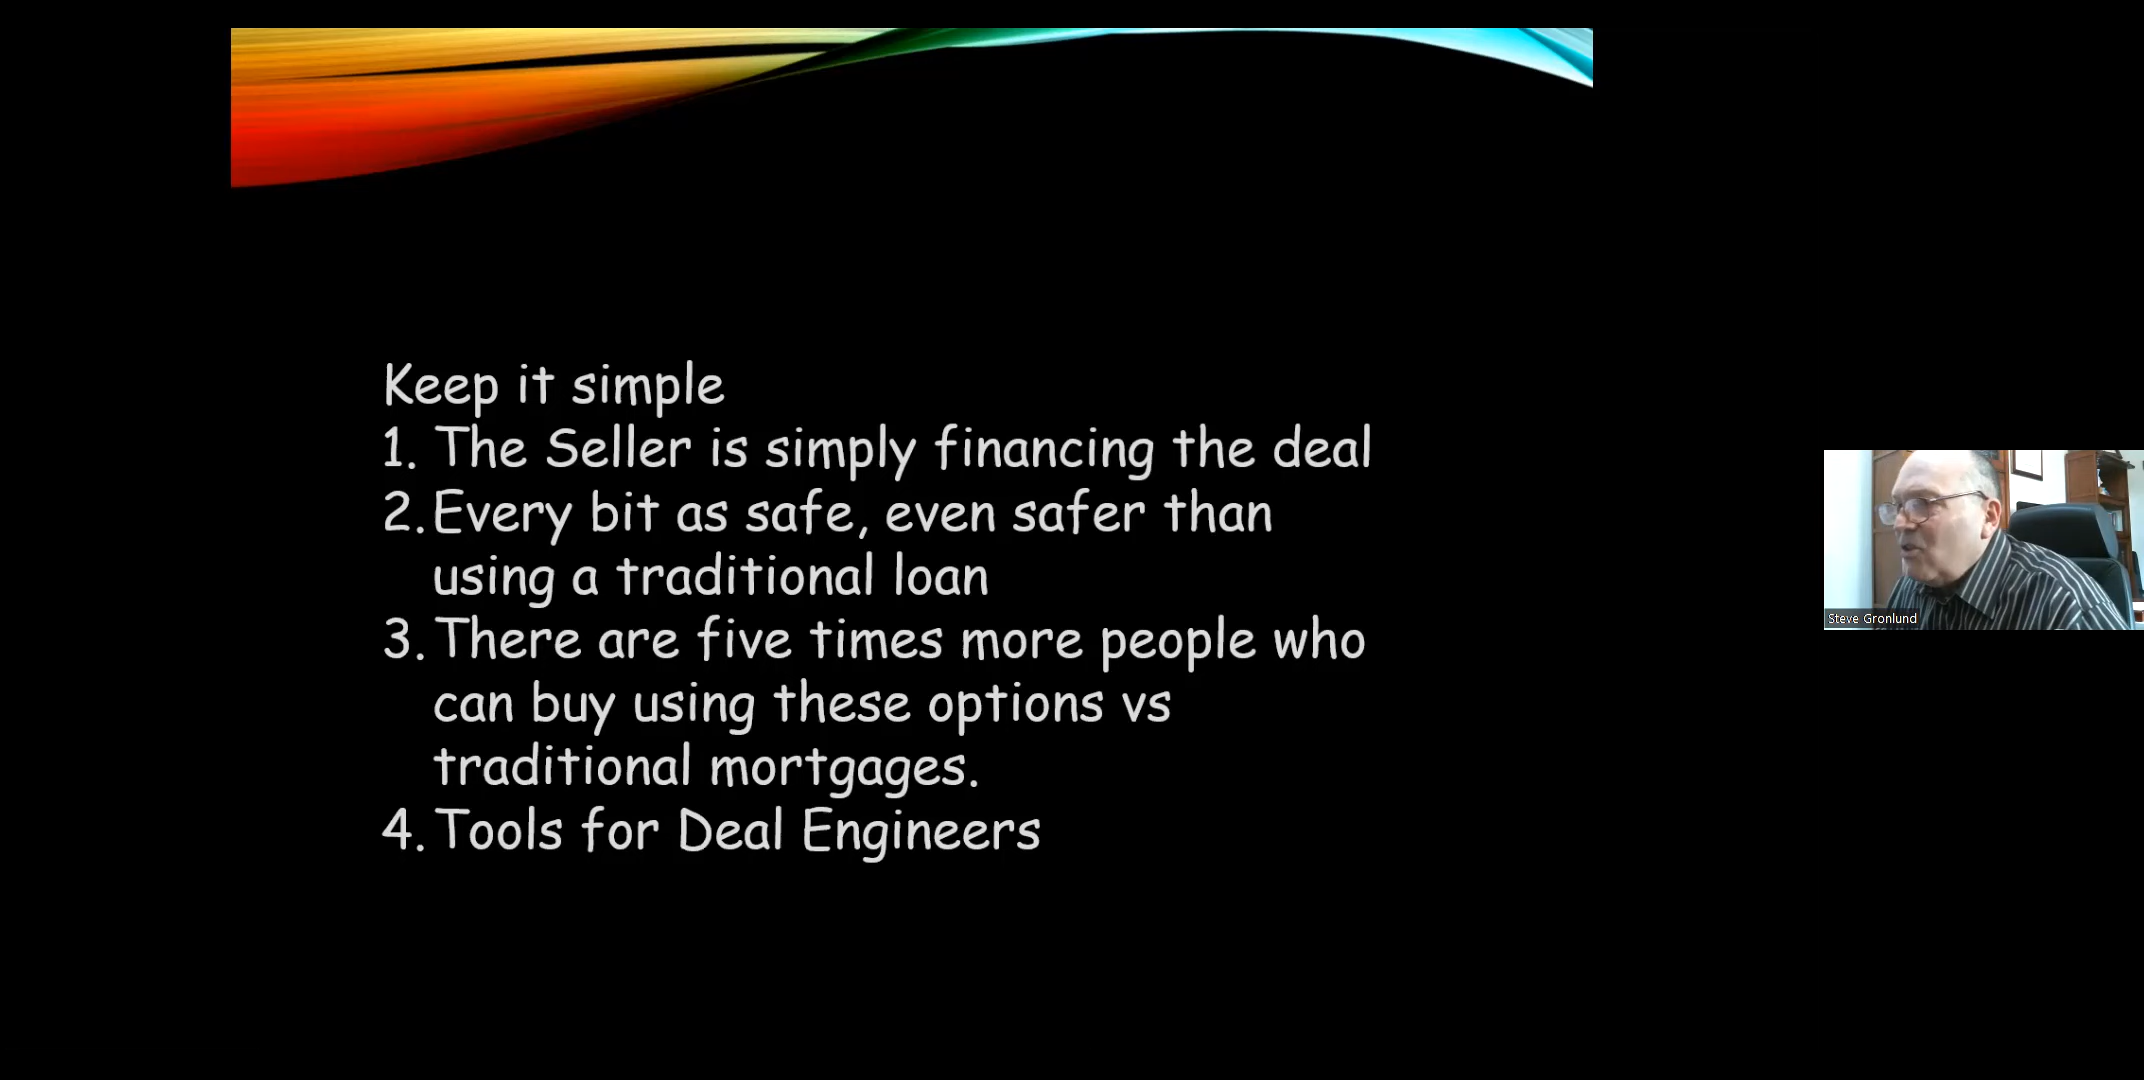 Keep it simple
1. The Seller is simply financing the deal
2. Every bit as safe, even safer than
using a traditional loan
3. There are five times more people who
can buy using these options vs
traditional mortgages.
4. Tools for Deal Engineers
Steve Gronlund